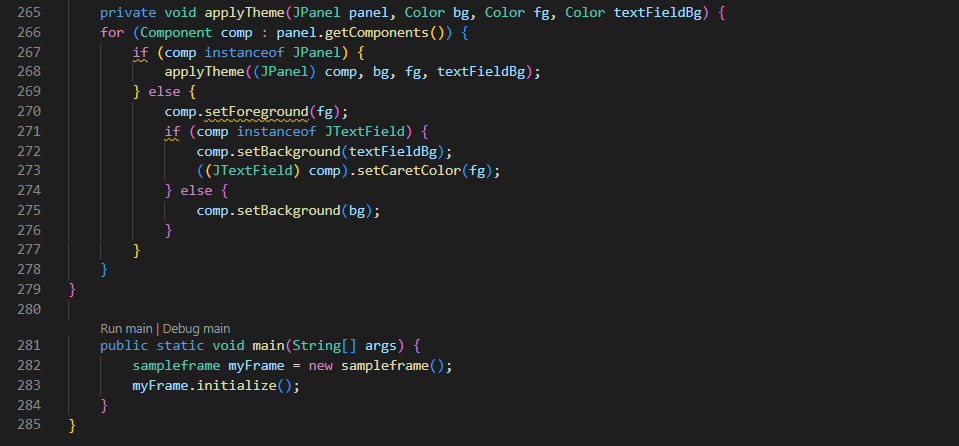 265 private void applyTheme(JPanel panel, Color bg, Color fg, Color textFieldBg) {
266 for (Component comp : panel.getComponents()) {
267 if (comp instanceof JPanel) {
268 applyTheme((JPanel) comp, bg, fg, textFieldBg);
269 } else {
270 comp.setForeground(fg);
271 if (comp instanceof JTextField) {
272 comp.setBackground(textFieldBg);
273 ((JTextField) comp).setCaretColor(fg);
274 } else {
275 comp.setBackground(bg);
276 }
277 }
278 }
279 }
280
Run main | Debug main
281 public static void main(String[] args) {
282 sampleframe myFrame = new sampleframe();
283 myFrame.initialize();
284 }
285 }